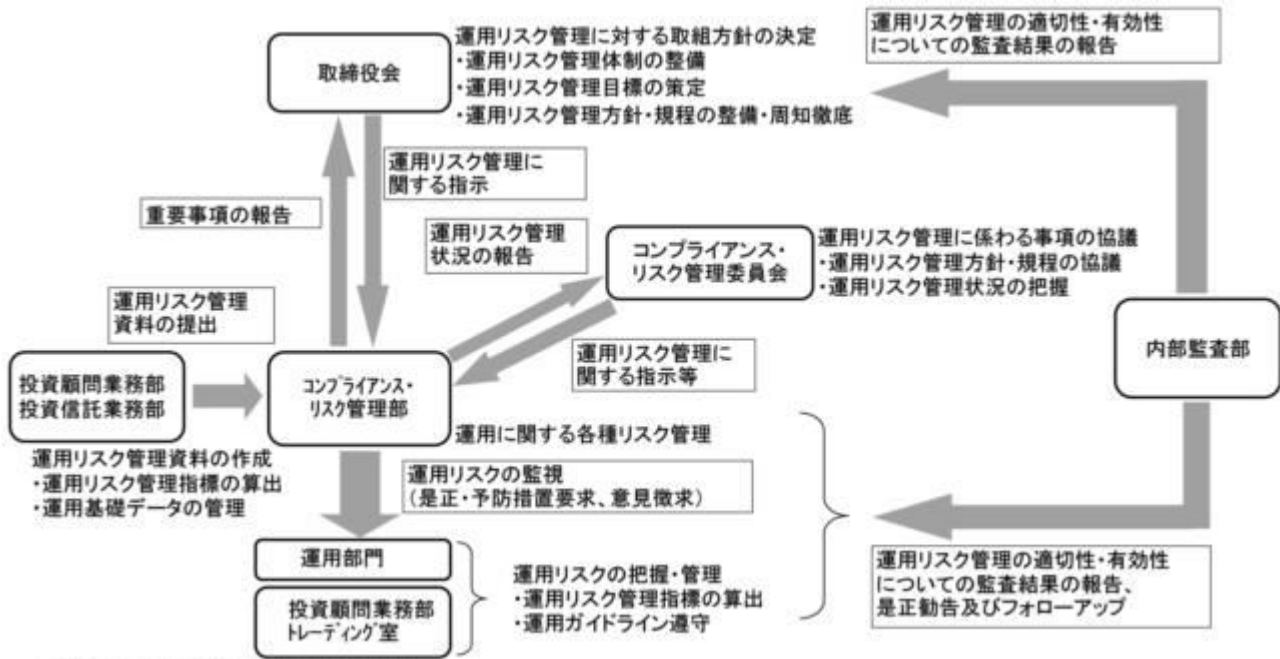 運用リスク管理に対する取組方針の決定
・運用リスク管理体制の整備
・運用リスク管理目標の策定
・運用リスク管理方針・規程の整備・周知徹底
取締役会
運用リスク管理の適切性・有効性
についての監査結果の報告
運用リスク管理に
関する指示
重要事項の報告
運用リスク管理
状況の報告
コンプライアンス・
リスク管理委員会
運用リスク管理に係わる事項の協議
・運用リスク管理方針・規程の協議
・運用リスク管理状況の把握
運用リスク管理
資料の提出
運用リスク管理に
関する指示等
内部監査部
投資顧問業務部
投資信託業務部
コンプライアンス・
リスク管理部
運用に関する各種リスク管理
運用リスク管理資料の作成
・運用リスク管理指標の算出
・運用基礎データの管理
運用リスクの監視
（是正・予防措置要求、意見徴求）
運用部門
投資顧問業務部
トレーディング室
運用リスクの把握・管理
・運用リスク管理指標の算出
・運用ガイドライン遵守
運用リスク管理の適切性・有効性
についての監査結果の報告、
是正勧告及びフォローアップ